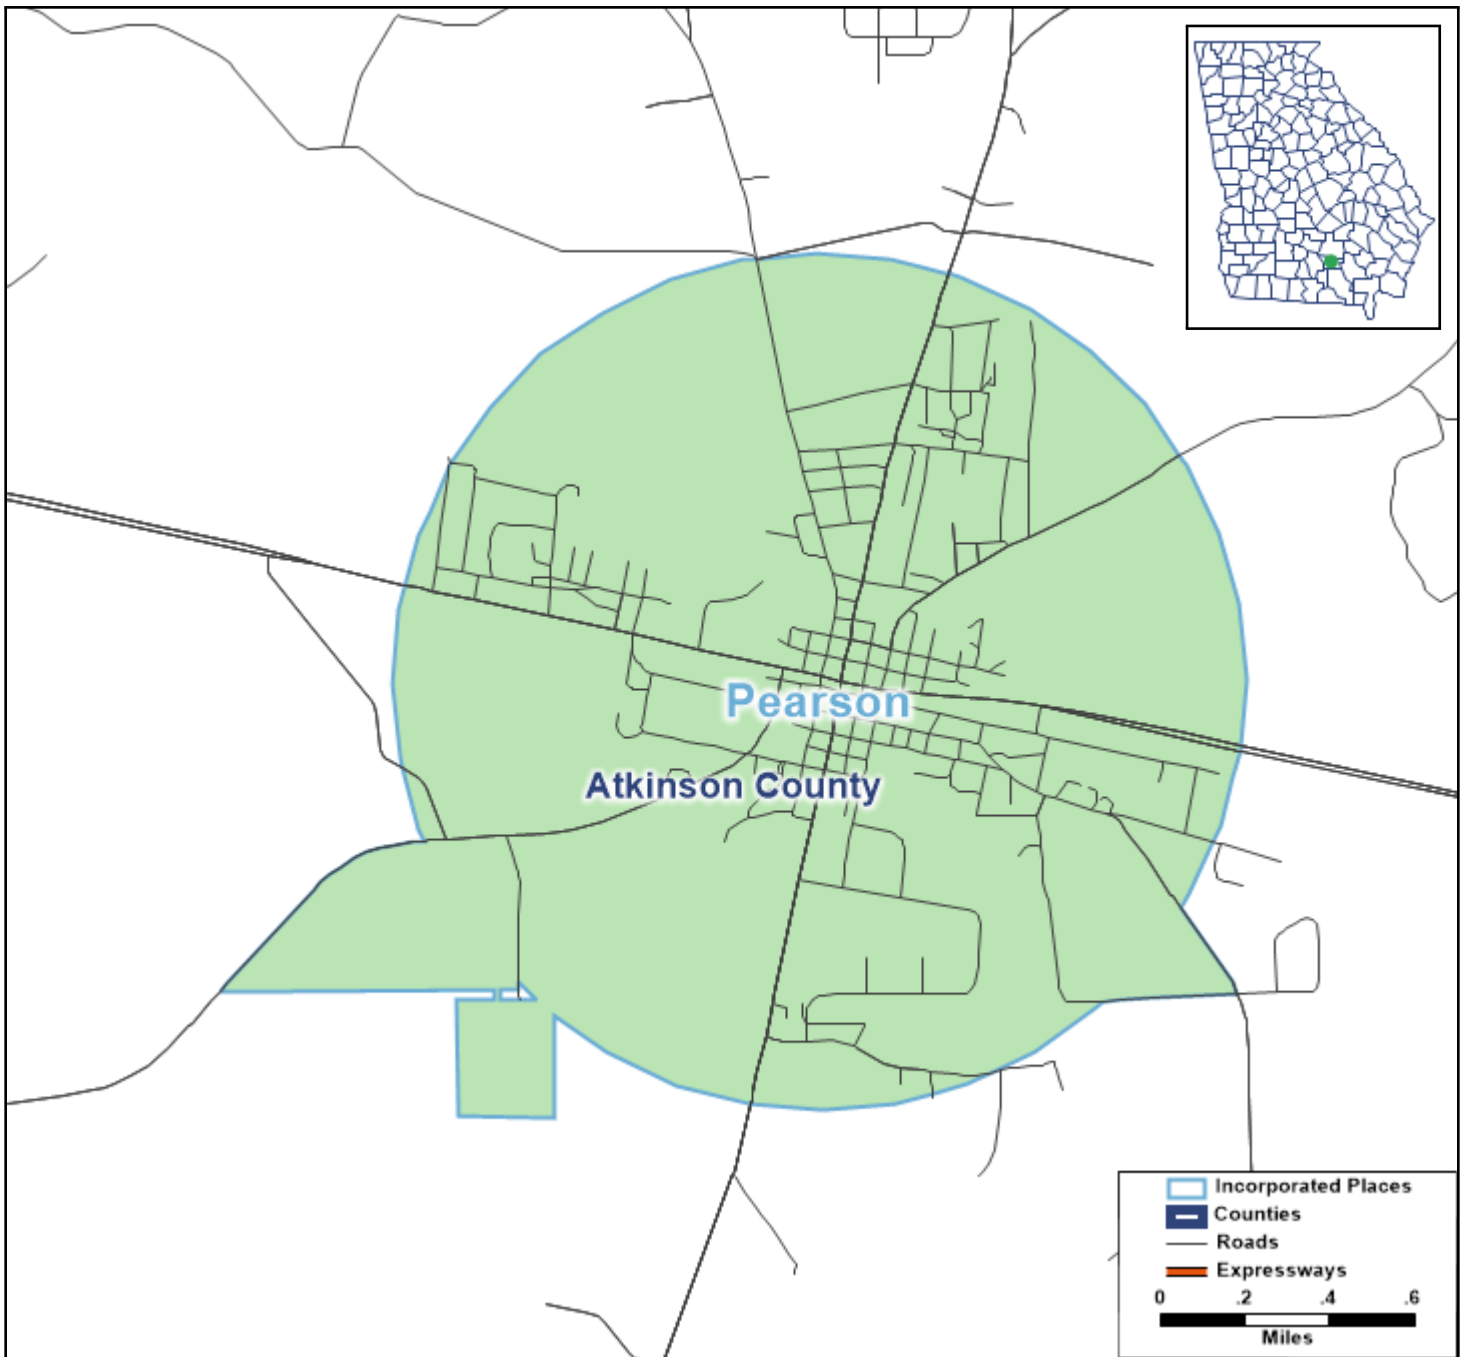 Pearson
Atkinson County
Incorporated Places
Counties
Roads
Expressways
0 .2 .4 .6
Miles